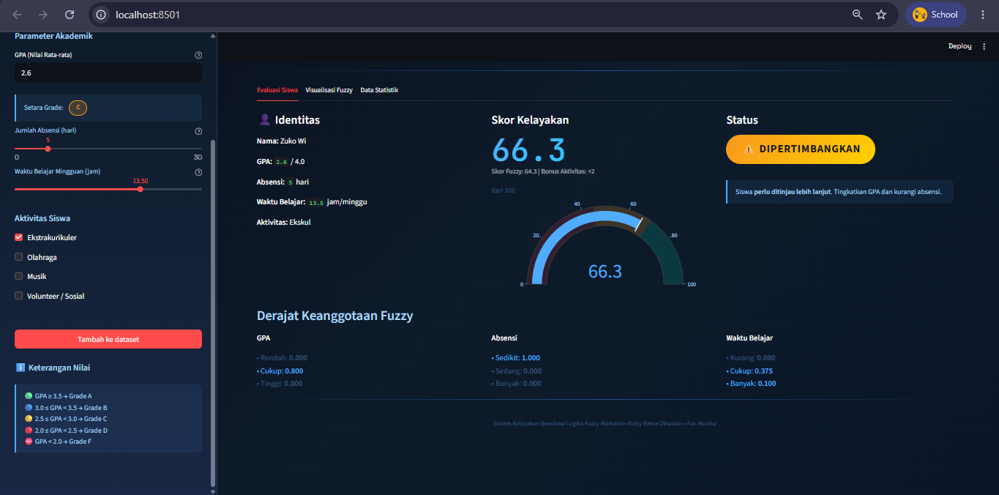 localhost:8501
School
Deploy
Parameter Akademik
GPA (Nilai Rata-rata)
2.6
Setara Grade: C
Jumlah Absensi (hari)
5
0 30
Waktu Belajar Mingguan (jam)
13.50
Aktivitas Siswa
Ekstrakurikuler
Olahraga
Musik
Volunteer / Sosial
Tambah ke dataset
Keterangan Nilai
GPA ≥ 3.5 → Grade A
3.0 ≤ GPA < 3.5 → Grade B
2.5 ≤ GPA < 3.0 → Grade C
2.0 ≤ GPA < 2.5 → Grade D
GPA < 2.0 → Grade F
Evaluasi Siswa Visualisasi Fuzzy Data Statistik
Identitas
Nama: Zuko Wi
GPA: 2.6 / 4.0
Absensi: 5 hari
Waktu Belajar: 13.5 jam/minggu
Aktivitas: Ekskul
Skor Kelayakan
66.3
Skor Fuzzy: 64.3 | Bonus Aktivitas: +2
dari 100
0
20
40
60
80
100
66.3
Status
DIPERTIMBANGKAN
Siswa perlu ditinjau lebih lanjut. Tingkatkan GPA dan kurangi absensi.
Derajat Keanggotaan Fuzzy
GPA
• Rendah: 0.000
• Cukup: 0.800
• Tinggi: 0.000
Absensi
• Sedikit: 1.000
• Sedang: 0.000
• Banyak: 0.000
Waktu Belajar
• Kurang: 0.000
• Cukup: 0.375
• Banyak: 0.100
Sistem Kelayakan Beasiswa Logika Fuzzy Mamdani• Rizky Rama Oktavian • Aas Monika